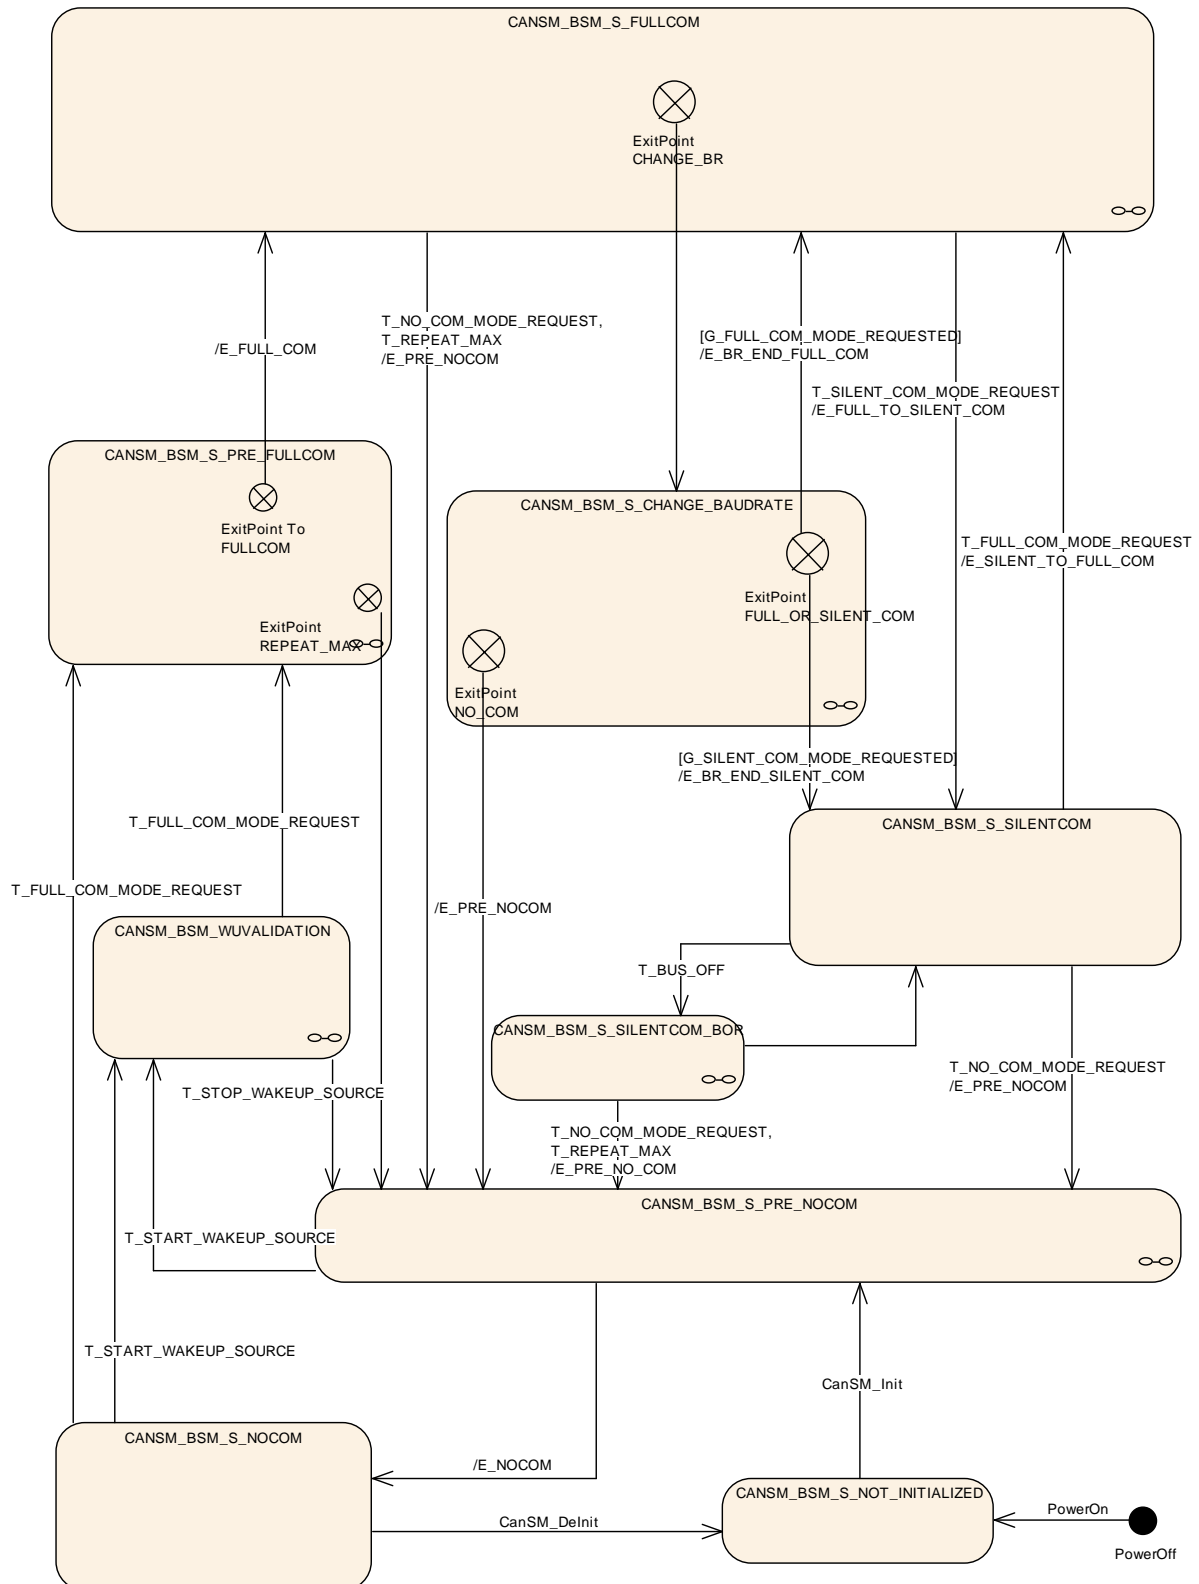 CANSM_BSM_S_FULLCOM
ExitPoint
CHANGE_BR
T_NO_COM_MODE_REQUEST,
T_REPEAT_MAX
/E_PRE_NOCOM
/E_FULL_COM
[G_FULL_COM_MODE_REQUESTED]
/E_BR_END_FULL_COM
T_SILENT_COM_MODE_REQUEST
/E_FULL_TO_SILENT_COM
CANSM_BSM_S_PRE_FULLCOM
ExitPoint To
FULLCOM
ExitPoint
REPEAT_MAX
CANSM_BSM_S_CHANGE_BAUDRATE
ExitPoint
FULL_OR_SILENT_COM
ExitPoint
NO_COM
T_FULL_COM_MODE_REQUEST
/E_SILENT_TO_FULL_COM
[G_SILENT_COM_MODE_REQUESTED]
/E_BR_END_SILENT_COM
T_FULL_COM_MODE_REQUEST
CANSM_BSM_S_SILENTCOM
T_FULL_COM_MODE_REQUEST
/E_PRE_NOCOM
CANSM_BSM_WUVALIDATION
T_BUS_OFF
CANSM_BSM_S_SILENTCOM_BOR
T_NO_COM_MODE_REQUEST
/E_PRE_NOCOM
T_STOP_WAKEUP_SOURCE
T_NO_COM_MODE_REQUEST,
T_REPEAT_MAX
/E_PRE_NO_COM
CANSM_BSM_S_PRE_NOCOM
T_START_WAKEUP_SOURCE
T_START_WAKEUP_SOURCE
CanSM_Init
CANSM_BSM_S_NOCOM
/E_NOCOM
CANSM_BSM_S_NOT_INITIALIZED
CanSM_DeInit
PowerOn
PowerOff